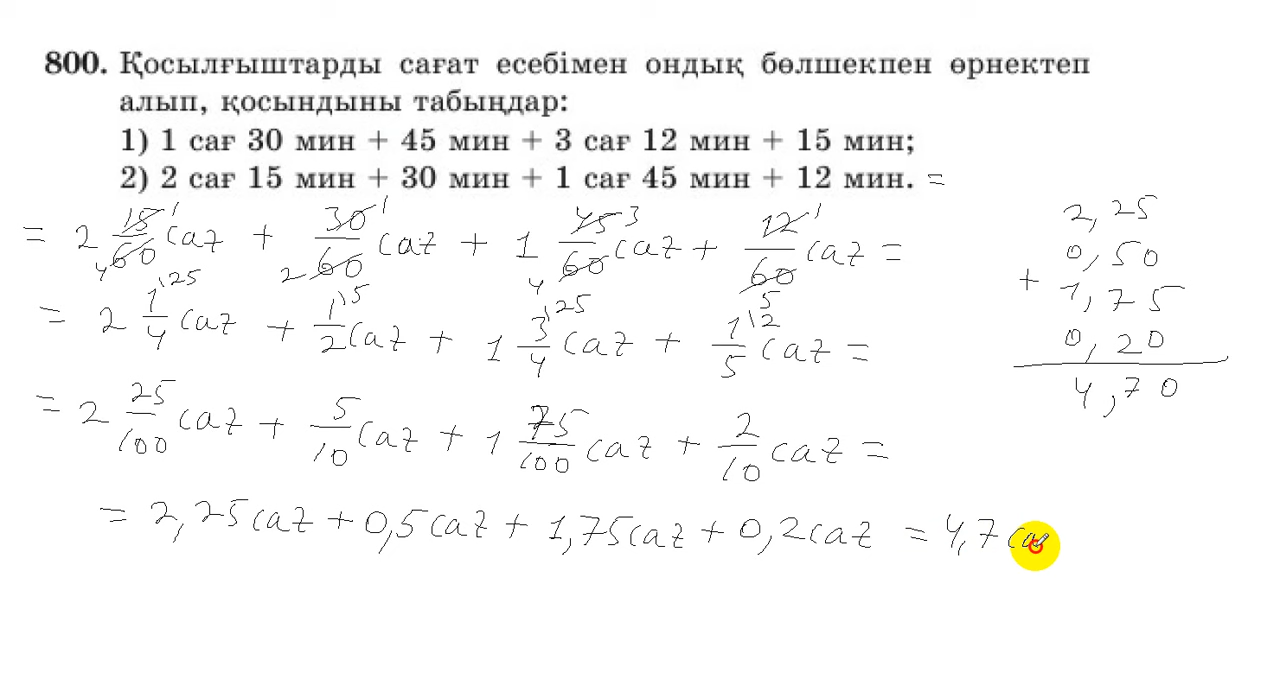 800. Қосылғыштарды сағат есебімен ондық бөлшекпен өрнектеп
алып, қосындыны табыңдар:
1) 1 сағ 30 мин + 45 мин + 3 сағ 12 мин + 15 мин;
2) 2 сағ 15 мин + 30 мин + 1 сағ 45 мин + 12 мин. =
= 2 15/60 сағ + 30/60 сағ + 1 45/60 сағ + 12/60 сағ =
= 2 1/4 сағ + 1/2 сағ + 1 3/4 сағ + 1/5 сағ =
= 2 25/100 сағ + 5/10 сағ + 1 75/100 сағ + 2/10 сағ =
= 2,25 сағ + 0,5 сағ + 1,75 сағ + 0,2 сағ = 4,7 са
2,25
0,50
+ 1,75
0,20
4,70